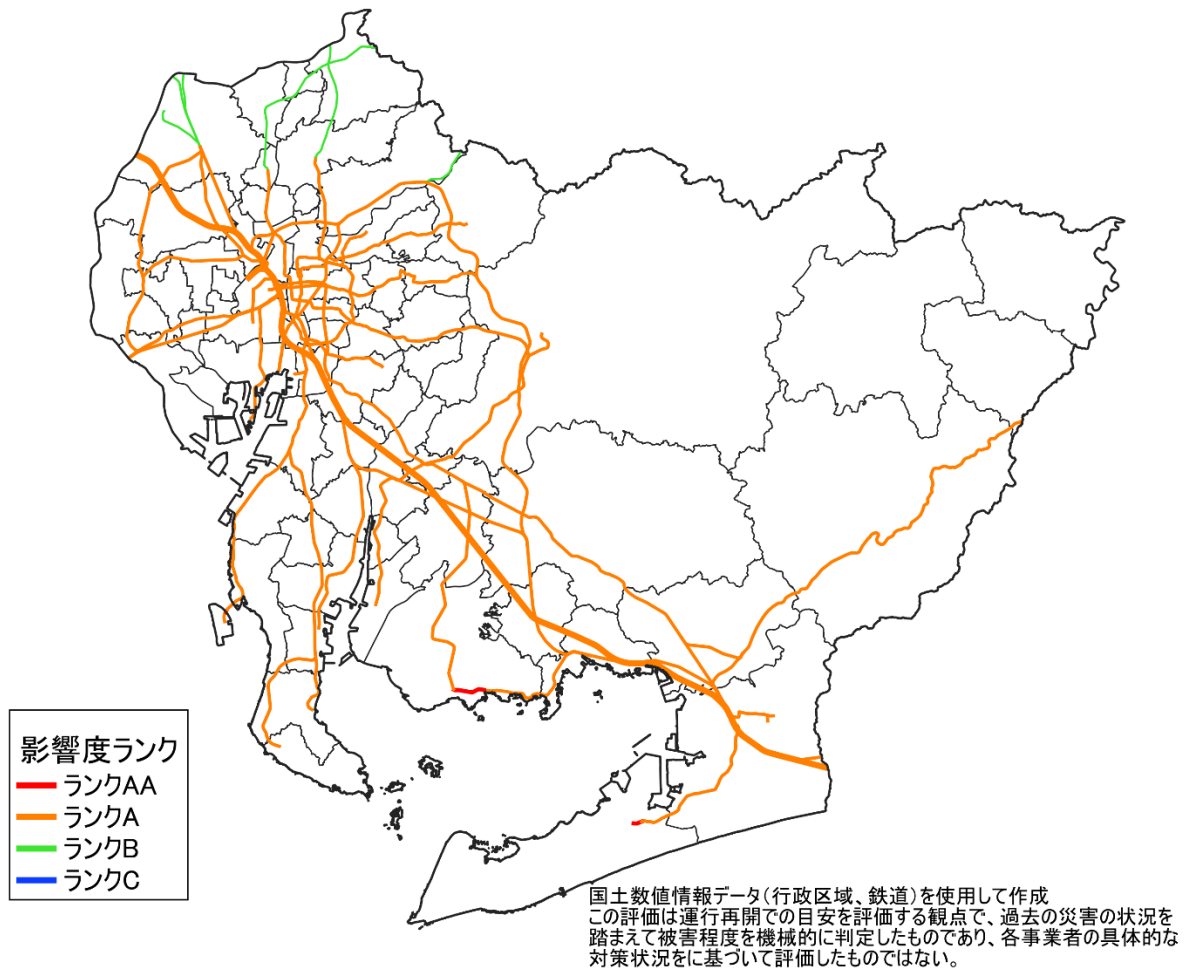 影響度ランク
ランクAA
ランクA
ランクB
ランクC
国土数値情報データ(行政区域、鉄道)を使用して作成
この評価は運行再開での目安を評価する観点で、過去の災害の状況を
踏まえて被害程度を機械的に判定したものであり、各事業者の具体的な
対策状況をに基づいて評価したものではない。